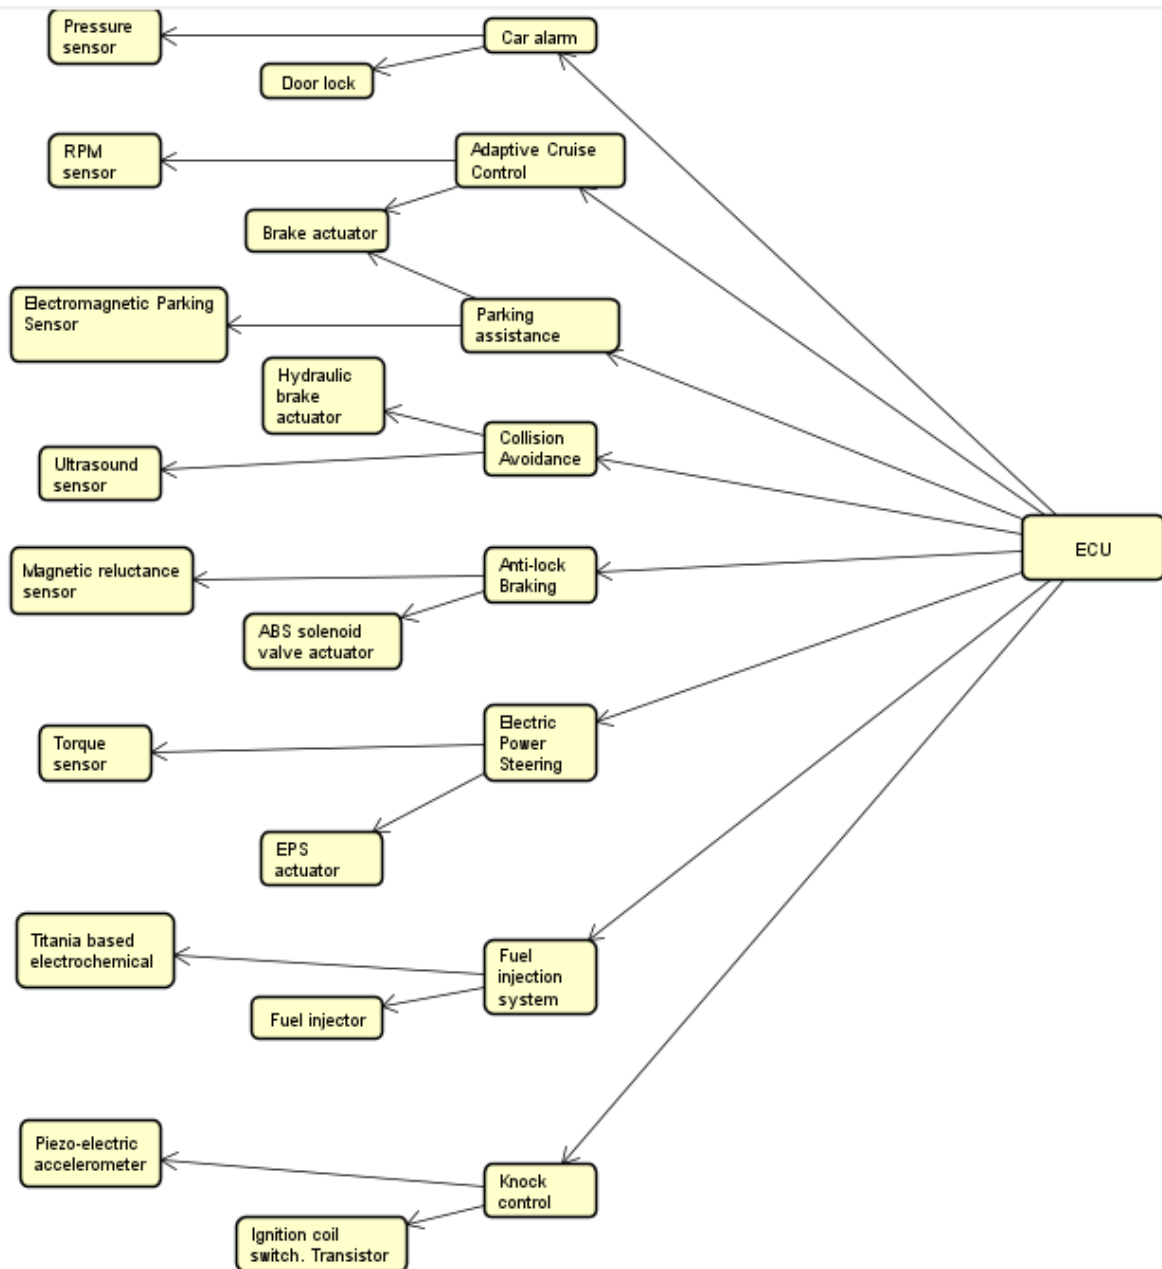 Pressure
sensor
Car alarm
Door lock
RPM
sensor
Adaptive Cruise
Control
Brake actuator
Electromagnetic Parking
Sensor
Parking
assistance
Hydraulic
brake
actuator
Collision
Avoidance
Ultrasound
sensor
ECU
Magnetic reluctance
sensor
Anti-lock
Braking
ABS solenoid
valve actuator
Electric
Power
Steering
Torque
sensor
EPS
actuator
Titania based
electrochemical
Fuel
injection
system
Fuel injector
Piezo-electric
accelerometer
Knock
control
Ignition coil
switch. Transistor